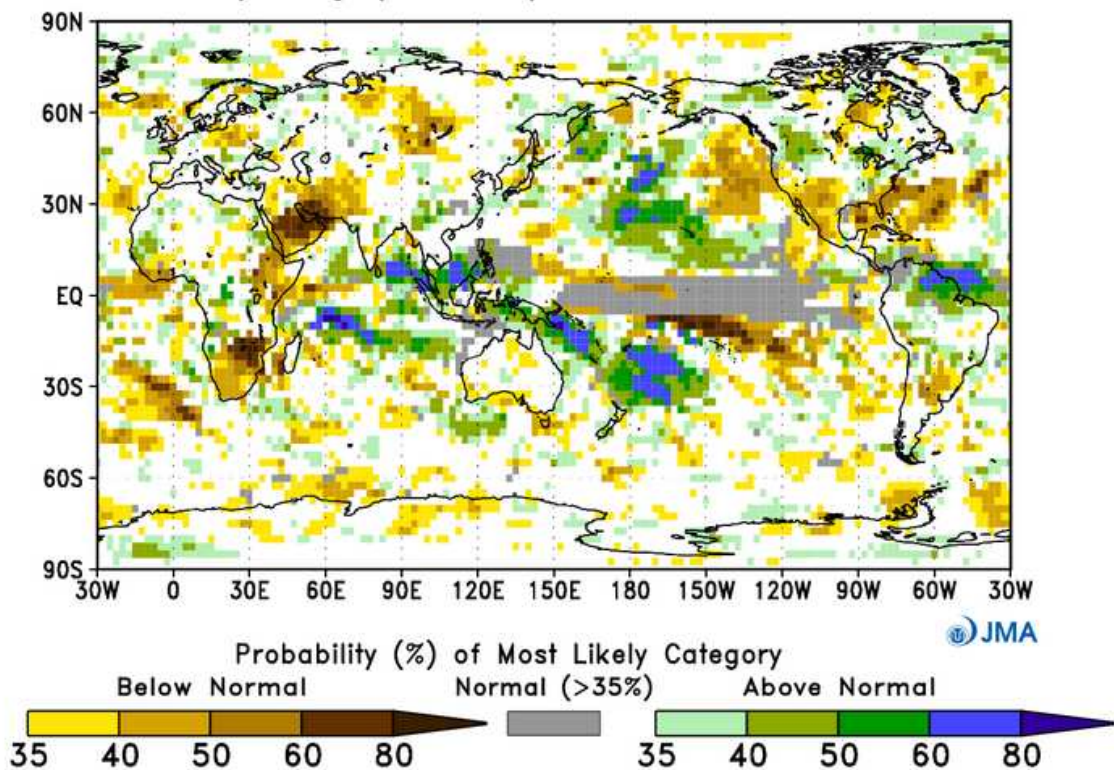 90N
60N
30N
EQ
30S
60S
90S
30W 0 30E 60E 90E 120E 150E 180 150W 120W 90W 60W 30W
JMA
Probability (%) of Most Likely Category
Below Normal Normal (>35%) Above Normal
35 40 50 60 80 35 40 50 60 80